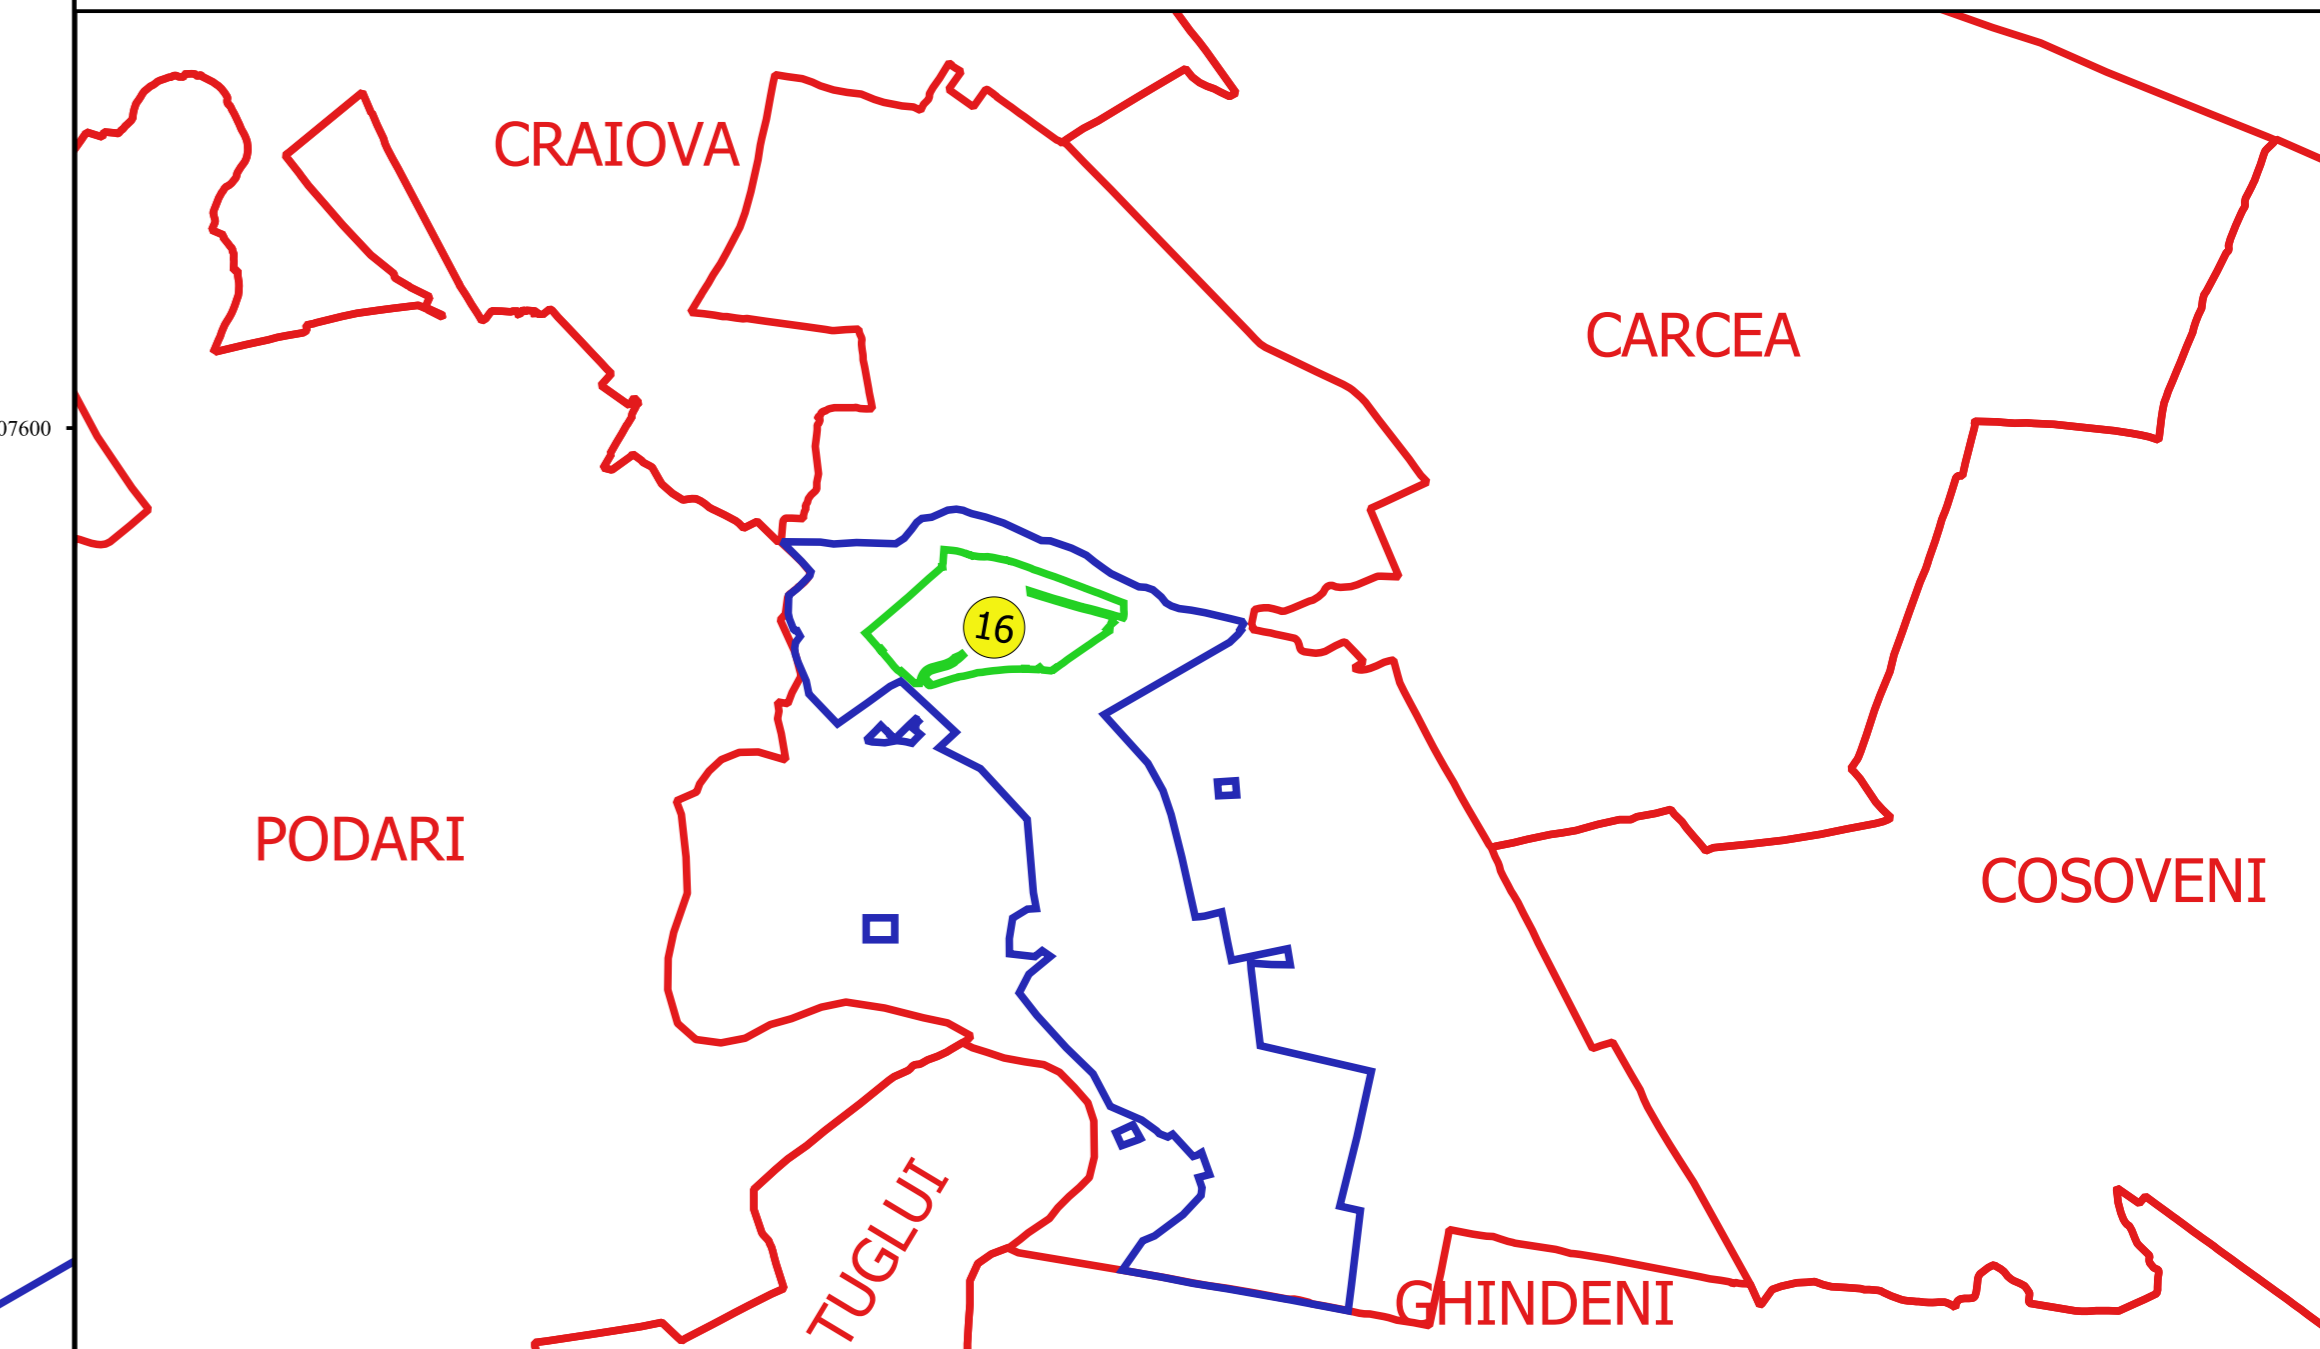 CRAIOVA
CARCEA
07600
16
PODARI
COSOVENI
TUGLUI
GHINDENI